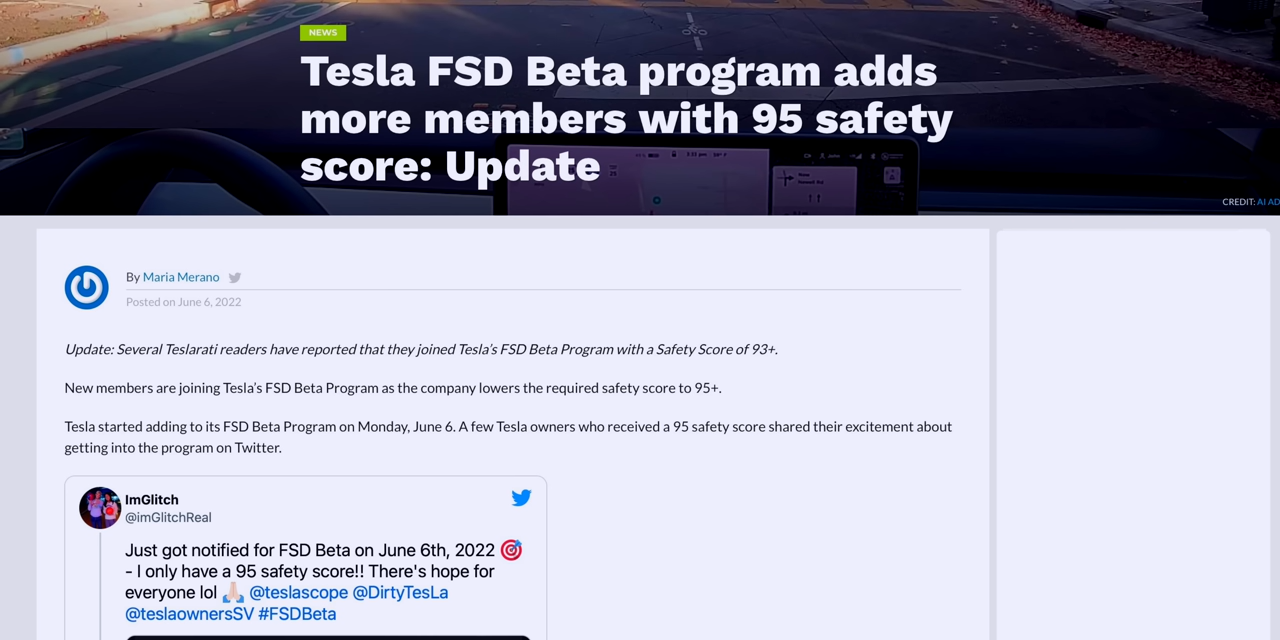 NEWS
Tesla FSD Beta program adds
more members with 95 safety
score: Update
CREDIT: AI AD
By Maria Merano
Posted on June 6, 2022
Update: Several Teslarati readers have reported that they joined Tesla's FSD Beta Program with a Safety Score of 93+.
New members are joining Tesla's FSD Beta Program as the company lowers the required safety score to 95+.
Tesla started adding to its FSD Beta Program on Monday, June 6. A few Tesla owners who received a 95 safety score shared their excitement about
getting into the program on Twitter.
ImGlitch
@imGlitchReal
Just got notified for FSD Beta on June 6th, 2022 🎯
- I only have a 95 safety score!! There's hope for
everyone lol 🙏🏻 @teslascope @DirtyTesLa
@teslaownersSV #FSDBeta